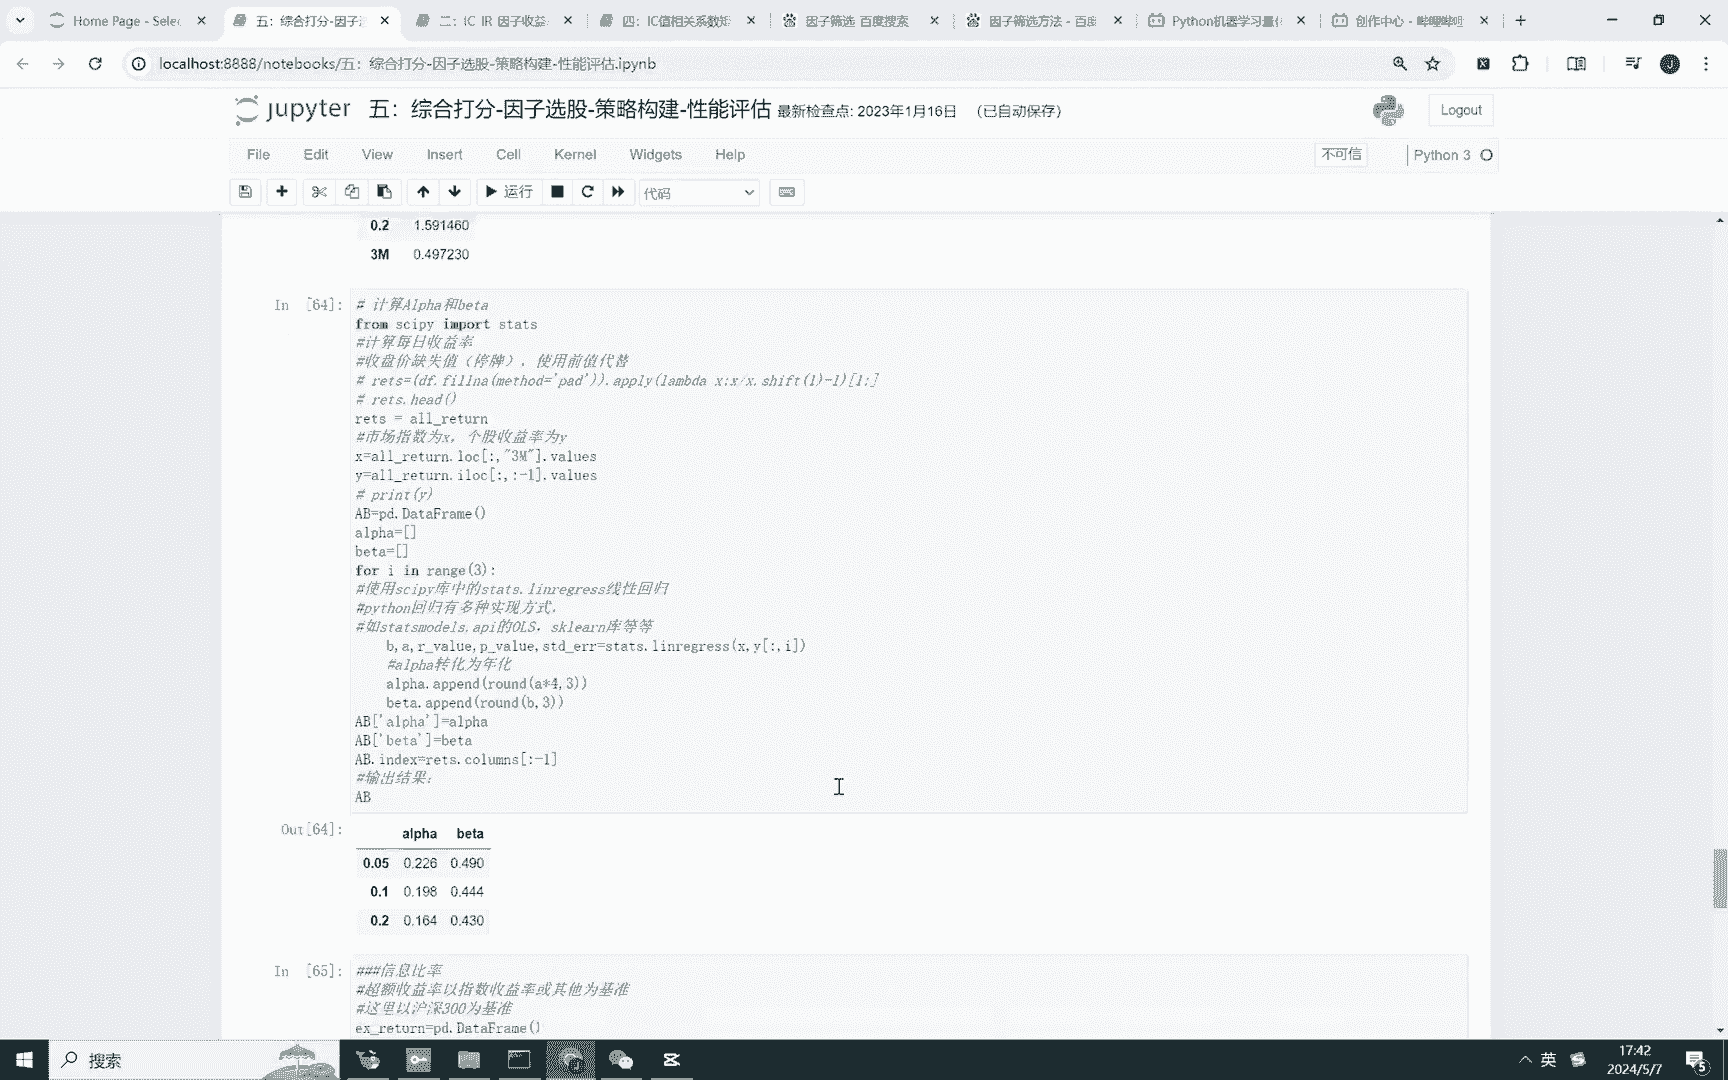 Home Page - Selec
五：综合打分-因子选
二：IC IR 因子收益
四：IC值相关系数矩
因子筛选_百度搜索
因子筛选方法 - 百度
Python机器学习量化
创作中心 - 哔哩哔哩
localhost:8888/notebooks/五：综合打分-因子选股-策略构建-性能评估.ipynb
jupyter 五：综合打分-因子选股-策略构建-性能评估 最新检查点: 2023年1月16日 （已自动保存） Logout
File Edit View Insert Cell Kernel Widgets Help 不可信 Python 3
运行 代码
0.2 1.591460
3M 0.497230
In [64]: # 计算Alpha和beta
from scipy import stats
#计算每日收益率
#收盘价缺失值（停牌），使用前值代替
# rets=(df.fillna(method='pad')).apply(lambda x:x/x.shift(1)-1)[1:]
# rets.head()
rets = all_return
#市场指数为x，个股收益率为y
x=all_return.loc[:,"3M"].values
y=all_return.iloc[:,:-1].values
# print(y)
AB=pd.DataFrame()
alpha=[]
beta=[]
for i in range(3):
#使用scipy库中的stats.linregress线性回归
#python回归有多种实现方式，
#如statsmodels.api的OLS，sklearn库等等
b,a,r_value,p_value,std_err=stats.linregress(x,y[:,i])
#alpha转化为年化
alpha.append(round(a*4,3))
beta.append(round(b,3))
AB['alpha']=alpha
AB['beta']=beta
AB.index=rets.columns[:-1]
#输出结果：
AB
Out[64]:
alpha beta
0.05 0.226 0.490
0.1 0.198 0.444
0.2 0.164 0.430
In [65]: ###信息比率
#超额收益率以指数收益率或其他为基准
#这里以沪深300为基准
ex_return=pd.DataFrame()
搜索
英
17:42
2024/5/7
5